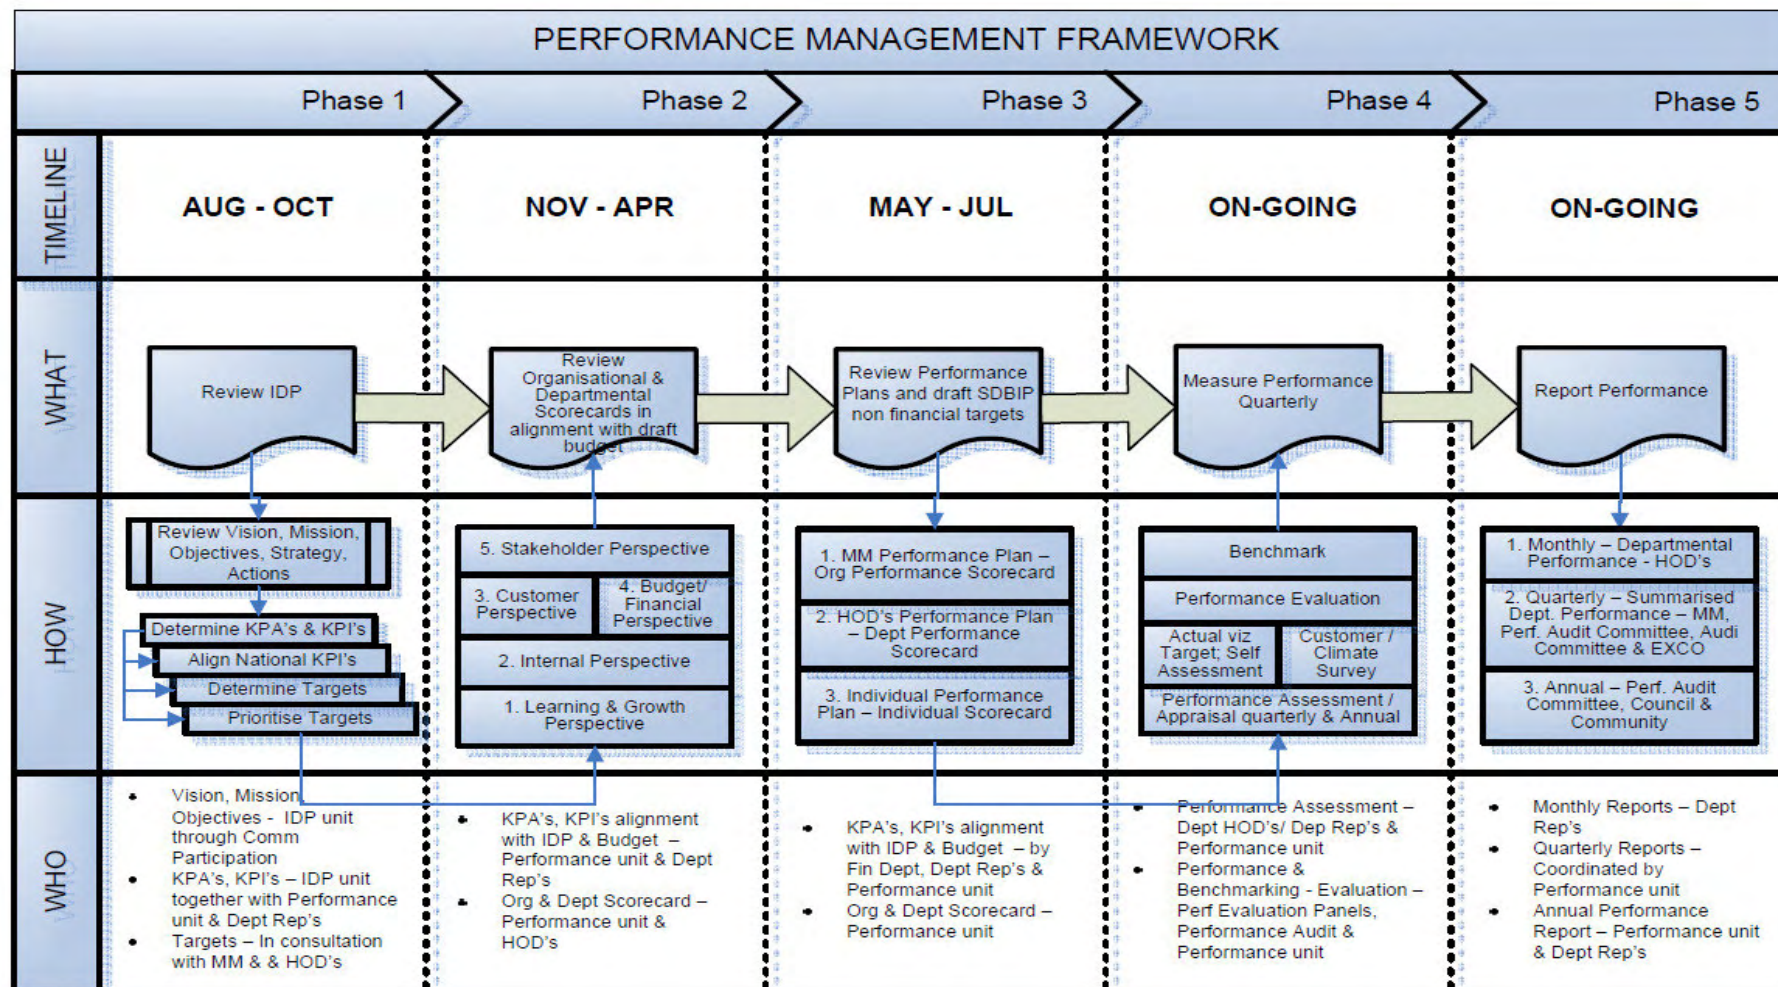 PERFORMANCE MANAGEMENT FRAMEWORK
Phase 1
Phase 2
Phase 3
Phase 4
Phase 5
TIMELINE
AUG - OCT
NOV - APR
MAY - JUL
ON-GOING
ON-GOING
WHAT
Review IDP
Review
Organisational &
Departmental
Scorecards in
alignment with draft
budget
Review Performance
Plans and draft SDBIP
non financial targets
Measure Performance
Quarterly
Report Performance
HOW
Review Vision, Mission,
Objectives, Strategy,
Actions
Determine KPA's & KPI's
Align National KPI's
Determine Targets
Prioritise Targets
5. Stakeholder Perspective
3. Customer
Perspective
4. Budget/
Financial
Perspective
2. Internal Perspective
1. Learning & Growth
Perspective
1. MM Performance Plan –
Org Performance Scorecard
2. HOD's Performance Plan
– Dept Performance
Scorecard
3. Individual Performance
Plan – Individual Scorecard
Benchmark
Performance Evaluation
Actual viz
Target; Self
Assessment
Customer /
Climate
Survey
Performance Assessment /
Appraisal quarterly & Annual
1. Monthly – Departmental
Performance - HOD's
2. Quarterly – Summarised
Dept. Performance – MM,
Perf. Audit Committee, Audi
Committee & EXCO
3. Annual – Perf. Audit
Committee, Council &
Community
WHO
• Vision, Mission,
Objectives - IDP unit
through Comm
Participation
• KPA's, KPI's – IDP unit
together with Performance
unit & Dept Rep's
• Targets – In consultation
with MM & & HOD's
• KPA's, KPI's alignment
with IDP & Budget –
Performance unit & Dept
Rep's
• Org & Dept Scorecard –
Performance unit &
HOD's
• KPA's, KPI's alignment
with IDP & Budget – by
Fin Dept, Dept Rep's &
Performance unit
• Org & Dept Scorecard –
Performance unit
• Performance Assessment –
Dept HOD's/ Dep Rep's &
Performance unit
• Performance &
Benchmarking - Evaluation –
Perf Evaluation Panels,
Performance Audit &
Performance unit
• Monthly Reports – Dept
Rep's
• Quarterly Reports –
Coordinated by
Performance unit
• Annual Performance
Report – Performance unit
& Dept Rep's